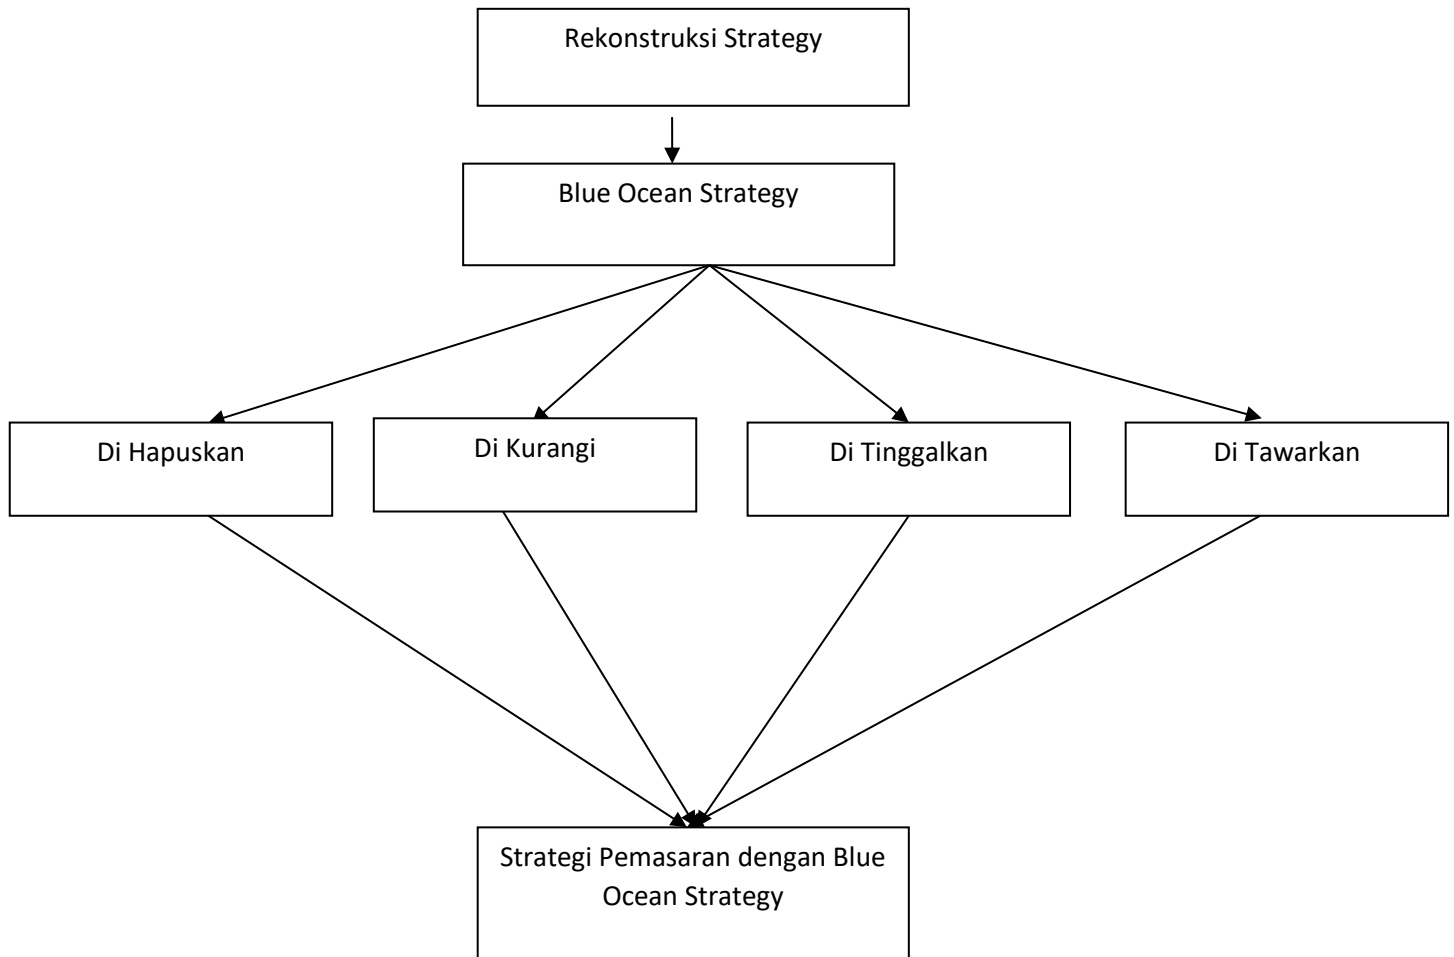 Rekonstruksi Strategy
Blue Ocean Strategy
Di Hapuskan
Di Kurangi
Di Tinggalkan
Di Tawarkan
Strategi Pemasaran dengan Blue
Ocean Strategy